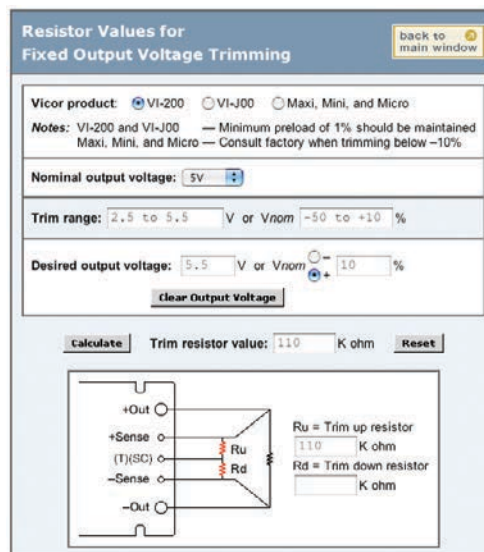 Resistor Values for
Fixed Output Voltage Trimming
back to
main window
Vicor product: VI-200 VI-J00 Maxi, Mini, and Micro
Notes: VI-200 and VI-J00 — Minimum preload of 1% should be maintained
Maxi, Mini, and Micro — Consult factory when trimming below –10%
Nominal output voltage: 5V
Trim range: 2.5 to 5.5 V or Vnom -50 to +10 %
Desired output voltage: 5.5 V or Vnom – + 10 %
Clear Output Voltage
Calculate Trim resistor value: 110 K ohm Reset
+Out
+Sense
(T)(SC)
–Sense
–Out
Ru
Rd
Ru = Trim up resistor
110 K ohm
Rd = Trim down resistor
K ohm